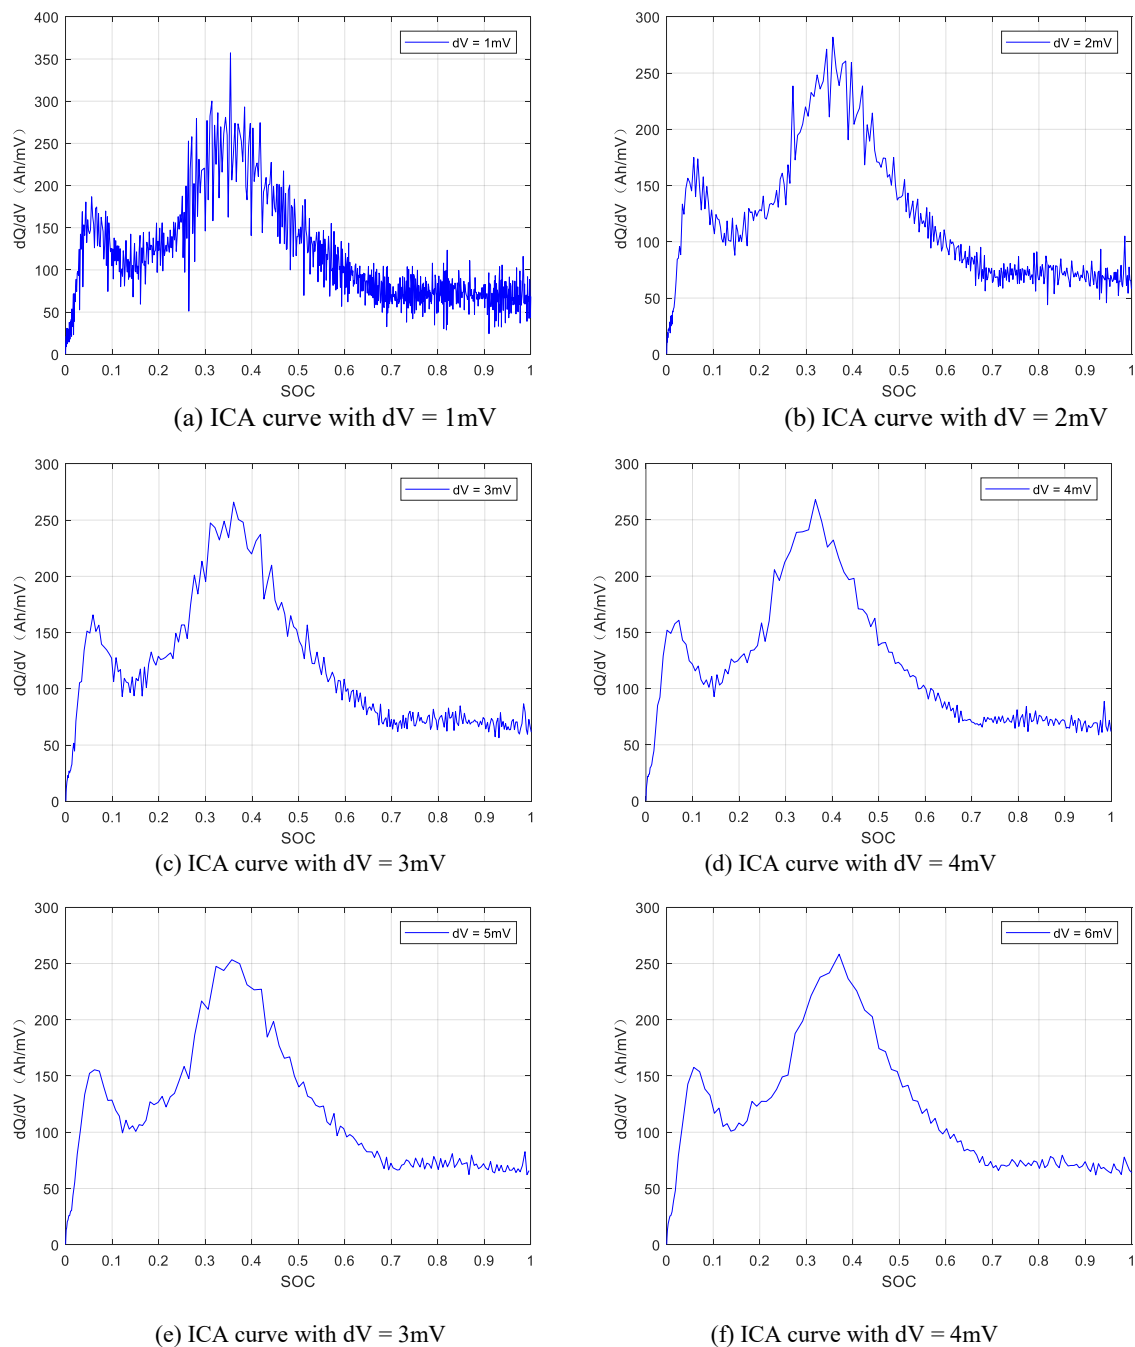 400
350
300
250
200
150
100
50
0
dQ/dV（Ah/mV）
dV = 1mV
0 0.1 0.2 0.3 0.4 0.5 0.6 0.7 0.8 0.9 1
SOC
(a) ICA curve with dV = 1mV
300
250
200
150
100
50
0
dQ/dV（Ah/mV）
dV = 2mV
0 0.1 0.2 0.3 0.4 0.5 0.6 0.7 0.8 0.9 1
SOC
(b) ICA curve with dV = 2mV
300
250
200
150
100
50
0
dQ/dV（Ah/mV）
dV = 3mV
0 0.1 0.2 0.3 0.4 0.5 0.6 0.7 0.8 0.9 1
SOC
(c) ICA curve with dV = 3mV
300
250
200
150
100
50
0
dQ/dV（Ah/mV）
dV = 4mV
0 0.1 0.2 0.3 0.4 0.5 0.6 0.7 0.8 0.9 1
SOC
(d) ICA curve with dV = 4mV
300
250
200
150
100
50
0
dQ/dV（Ah/mV）
dV = 5mV
0 0.1 0.2 0.3 0.4 0.5 0.6 0.7 0.8 0.9 1
SOC
(e) ICA curve with dV = 3mV
300
250
200
150
100
50
0
dQ/dV（Ah/mV）
dV = 6mV
0 0.1 0.2 0.3 0.4 0.5 0.6 0.7 0.8 0.9 1
SOC
(f) ICA curve with dV = 4mV